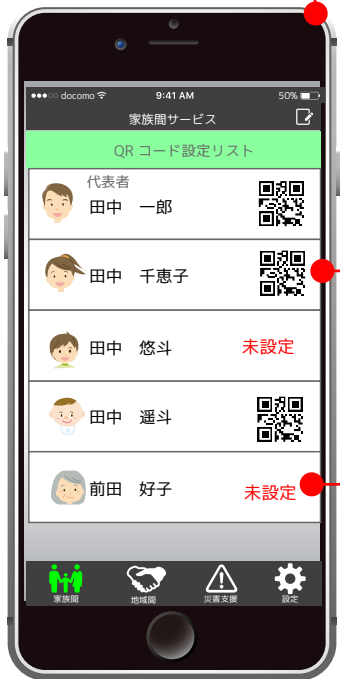 docomo 9:41 AM 50%
家族間サービス
QR コード設定リスト
代表者
田中 一郎
田中 千恵子
田中 悠斗 未設定
田中 遥斗
前田 好子 未設定
家族間 地域間 災害支援 設定